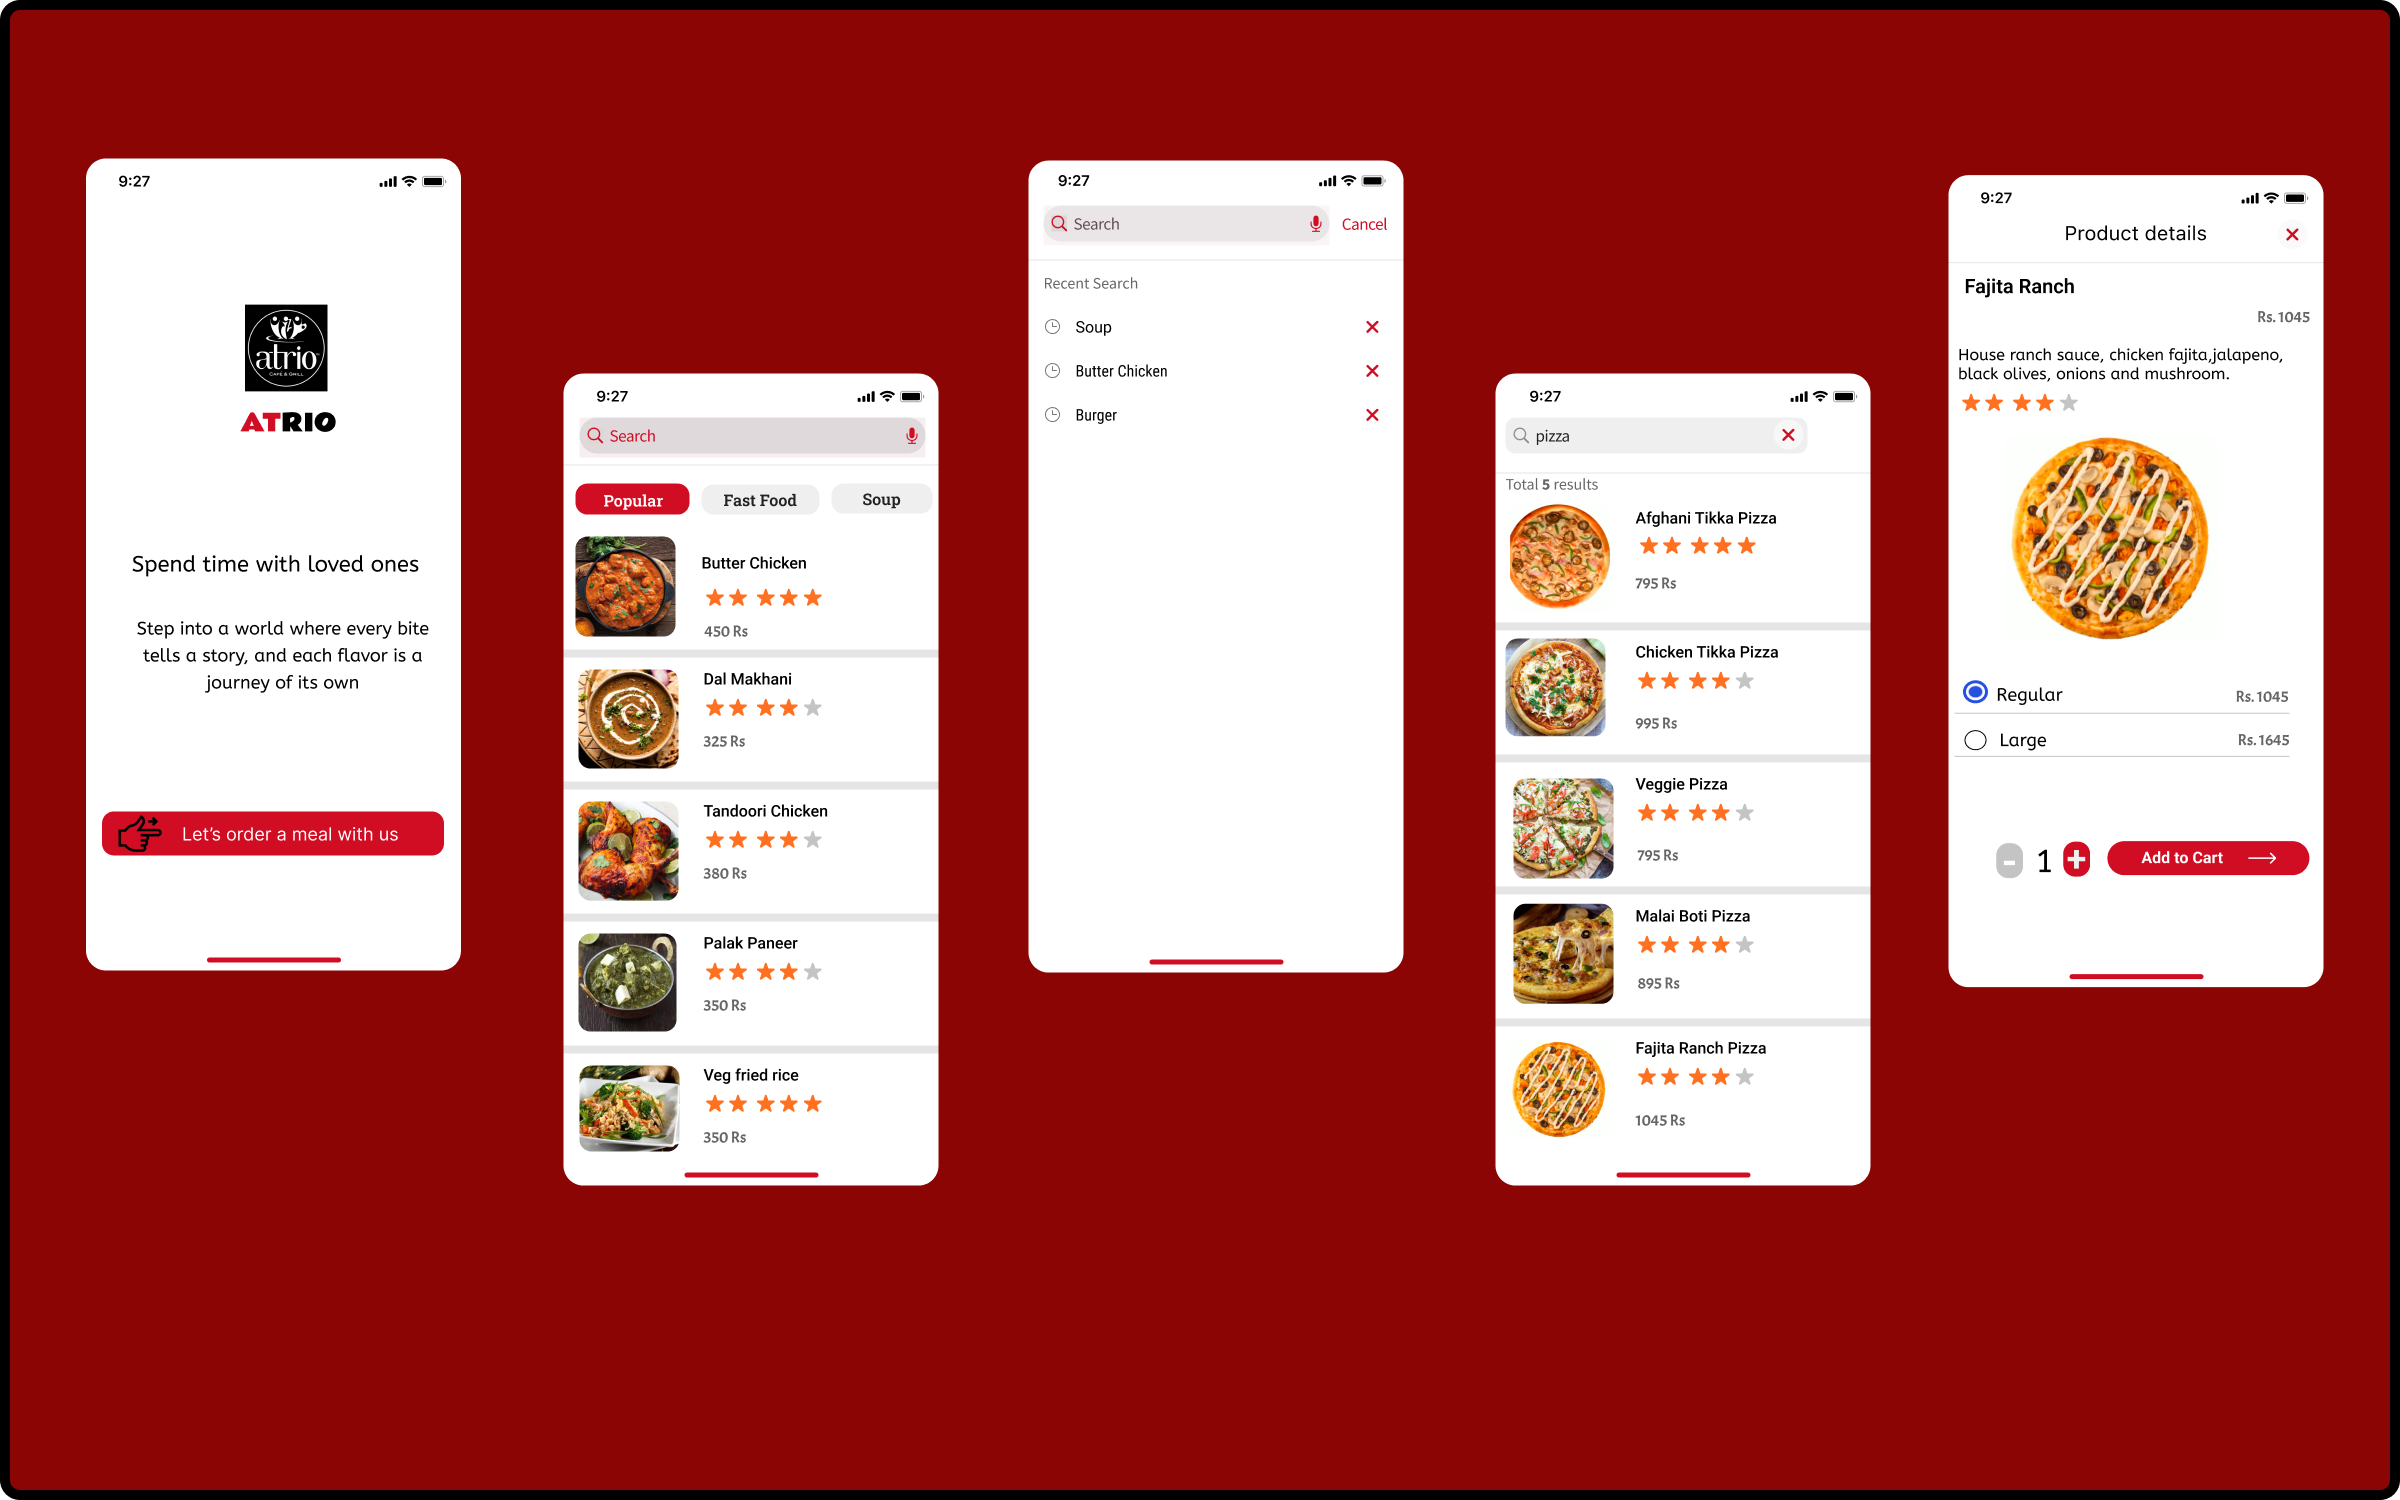 9:27
atrio
CAFE & GRILL
ATRIO
Spend time with loved ones
Step into a world where every bite
tells a story, and each flavor is a
journey of its own
Let's order a meal with us
9:27
Search
Popular
Fast Food
Soup
Butter Chicken
450 Rs
Dal Makhani
325 Rs
Tandoori Chicken
380 Rs
Palak Paneer
350 Rs
Veg fried rice
350 Rs
9:27
Search
Cancel
Recent Search
Soup
Butter Chicken
Burger
9:27
pizza
Total 5 results
Afghani Tikka Pizza
795 Rs
Chicken Tikka Pizza
995 Rs
Veggie Pizza
795 Rs
Malai Boti Pizza
895 Rs
Fajita Ranch Pizza
1045 Rs
9:27
Product details
Fajita Ranch
Rs. 1045
House ranch sauce, chicken fajita,jalapeno,
black olives, onions and mushroom.
Regular Rs. 1045
Large Rs. 1645
- 1 + Add to Cart